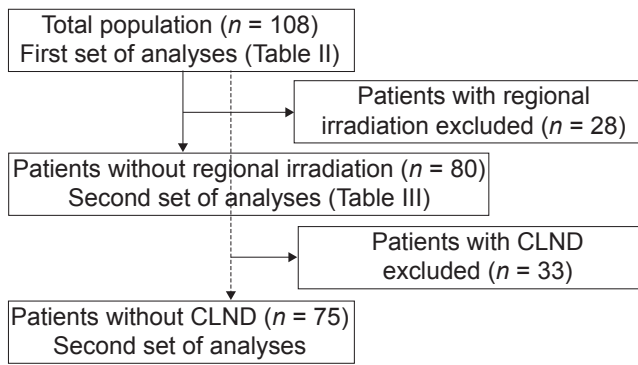 Total population (n = 108)
First set of analyses (Table II)
Patients with regional
irradiation excluded (n = 28)
Patients without regional irradiation (n = 80)
Second set of analyses (Table III)
Patients with CLND
excluded (n = 33)
Patients without CLND (n = 75)
Second set of analyses